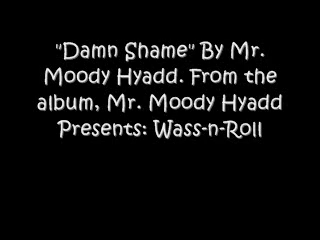 "Damn Shame" By Mr.
Moody Hyadd. From the
album, Mr. Moody Hyadd
Presents: Wass-n-Roll